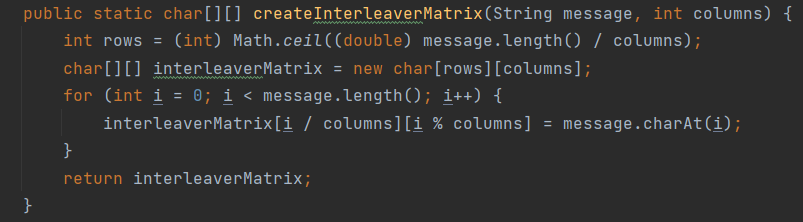 public static char[][] createInterleaverMatrix(String message, int columns) {
    int rows = (int) Math.ceil((double) message.length() / columns);
    char[][] interleaverMatrix = new char[rows][columns];
    for (int i = 0; i < message.length(); i++) {
        interleaverMatrix[i / columns][i % columns] = message.charAt(i);
    }
    return interleaverMatrix;
}